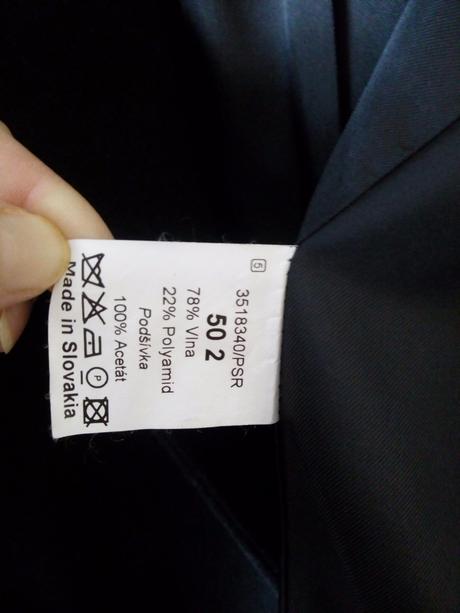 5
3518340/PSR
50 2
78% Vlna
22% Polyamid
Podšívka
100% Acetát
P
Made in Slovakia